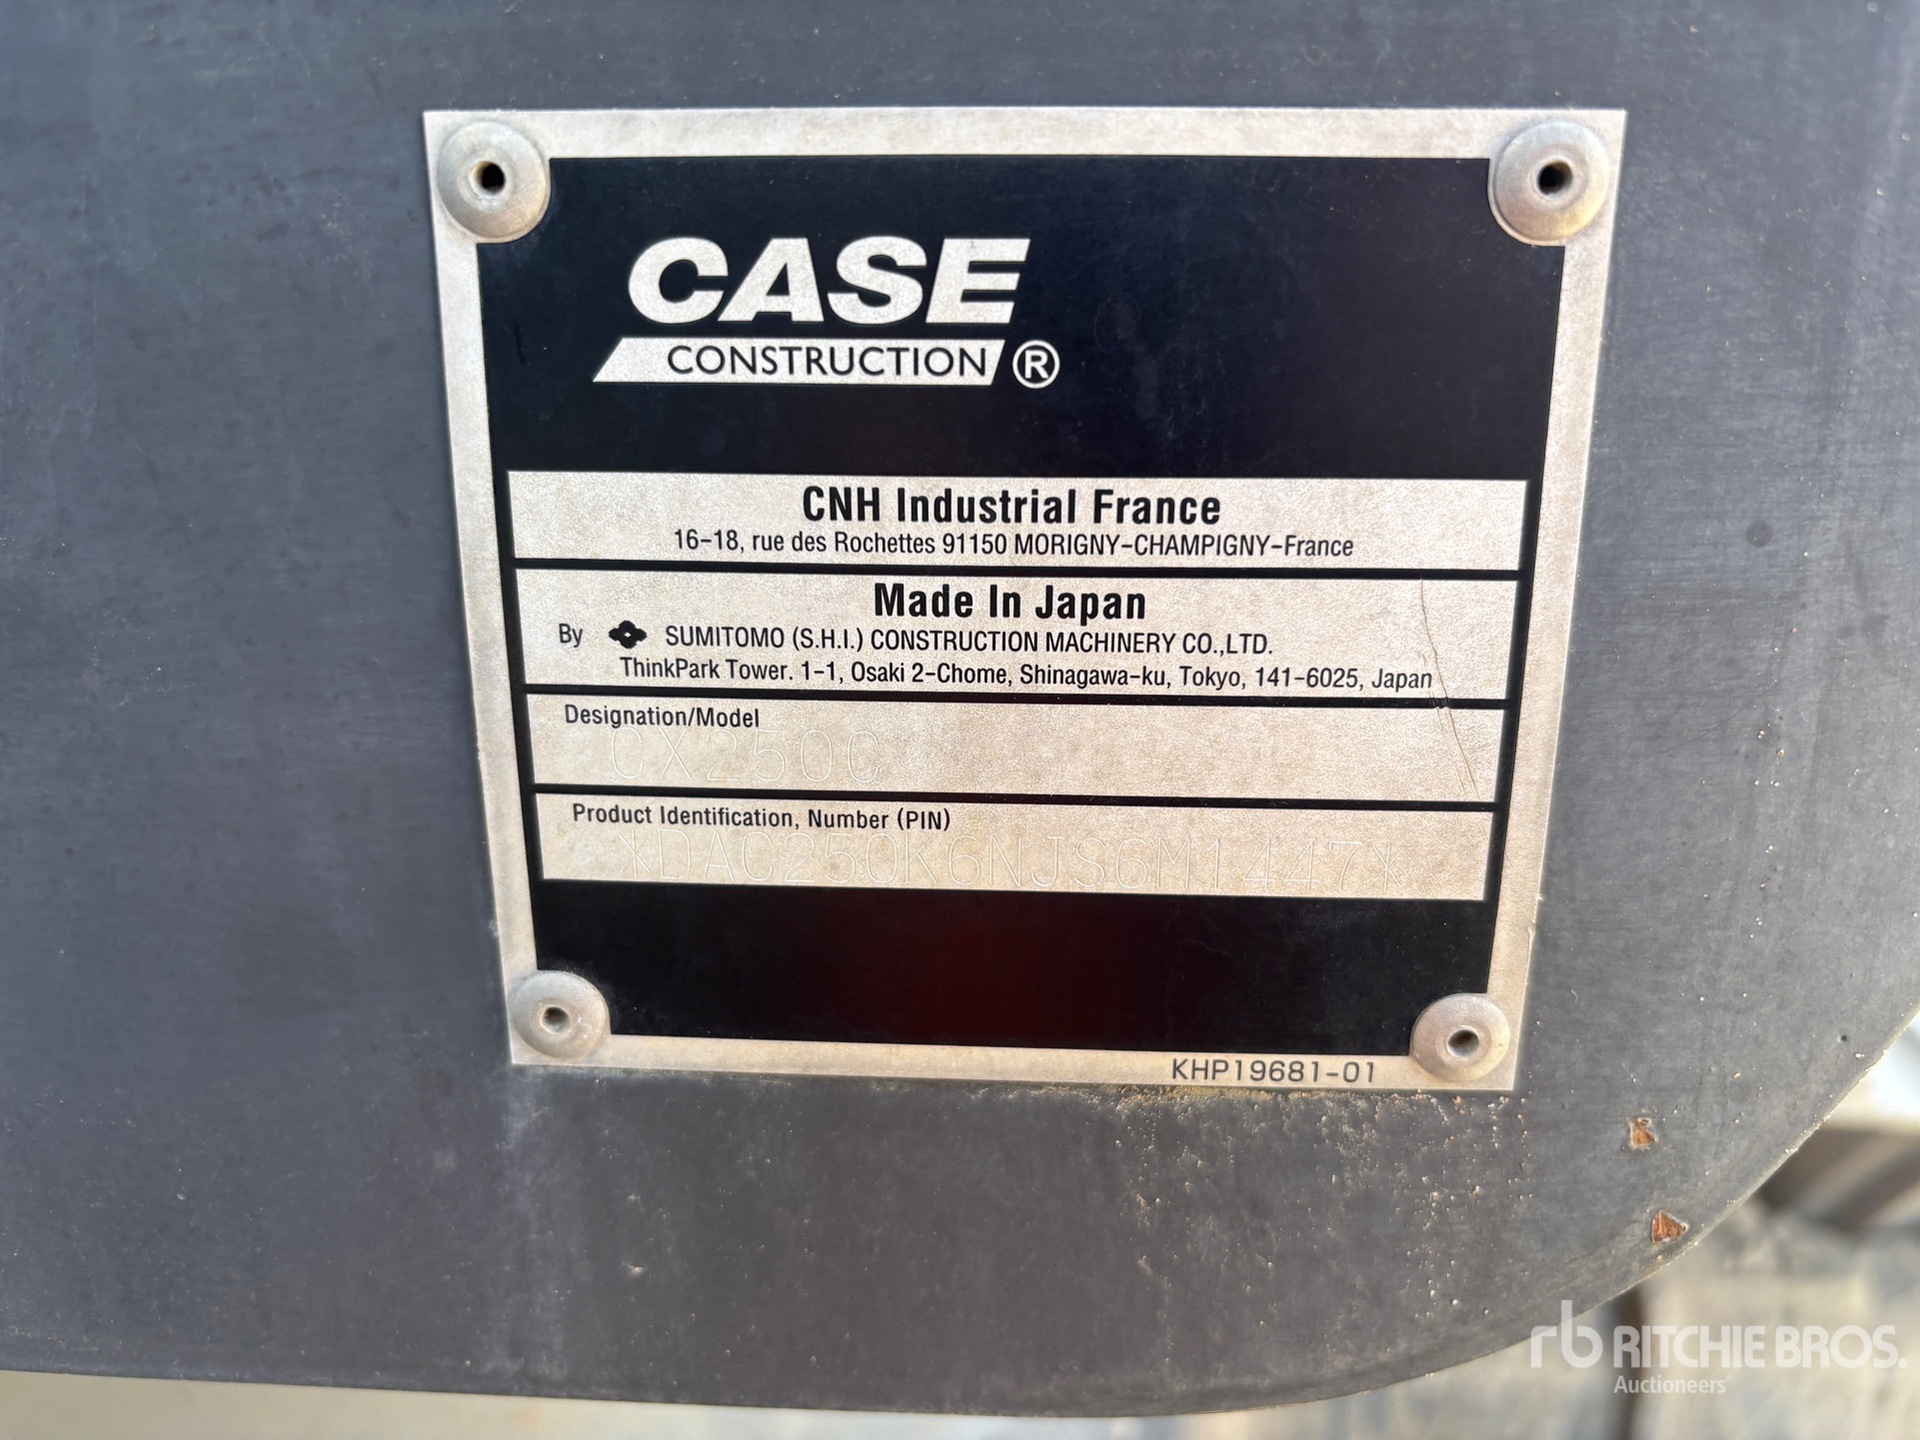 CASE
CONSTRUCTION ®
CNH Industrial France
16-18, rue des Rochettes 91150 MORIGNY-CHAMPIGNY-France
Made In Japan
By SUMITOMO (S.H.I.) CONSTRUCTION MACHINERY CO.,LTD.
ThinkPark Tower. 1-1, Osaki 2-Chome, Shinagawa-ku, Tokyo, 141-6025, Japan
Designation/Model
CX250C
Product Identification, Number (PIN)
*DAC250K6NJSGM1447*
KHP19681-01
rb RITCHIE BROS.
Auctioneers